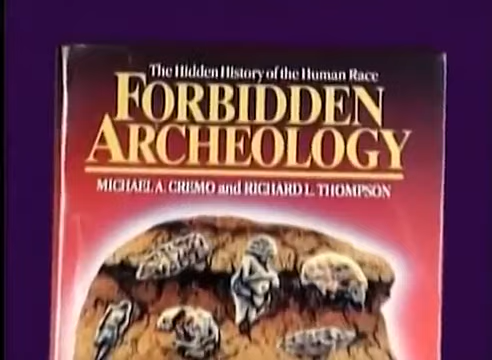 The Hidden History of the Human Race
FORBIDDEN
ARCHEOLOGY
MICHAEL A. CREMO and RICHARD L. THOMPSON